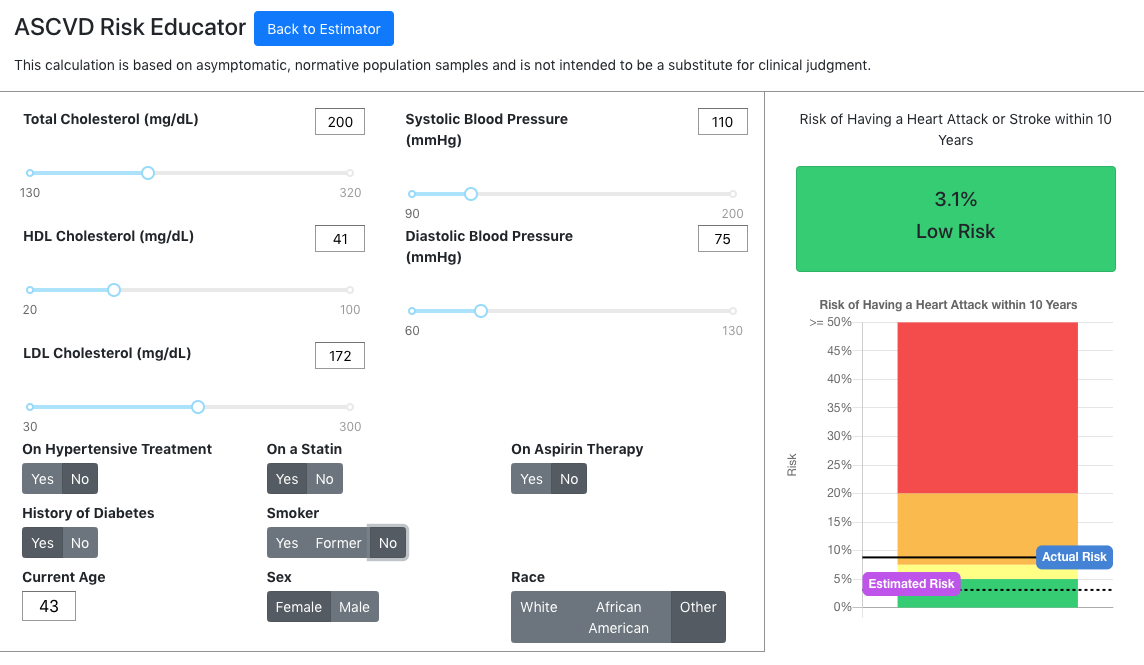 ASCVD Risk Educator
Back to Estimator
This calculation is based on asymptomatic, normative population samples and is not intended to be a substitute for clinical judgment.
Total Cholesterol (mg/dL)
200
130
320
HDL Cholesterol (mg/dL)
41
20
100
LDL Cholesterol (mg/dL)
172
30
300
Systolic Blood Pressure
(mmHg)
110
90
200
Diastolic Blood Pressure
(mmHg)
75
60
130
On Hypertensive Treatment
Yes No
On a Statin
Yes No
On Aspirin Therapy
Yes No
History of Diabetes
Yes No
Smoker
Yes Former No
Current Age
43
Sex
Female Male
Race
White African Other
American
Risk of Having a Heart Attack or Stroke within 10
Years
3.1%
Low Risk
Risk of Having a Heart Attack within 10 Years
>= 50%
45%
40%
35%
30%
25%
20%
15%
10%
5%
0%
Risk
Actual Risk
Estimated Risk